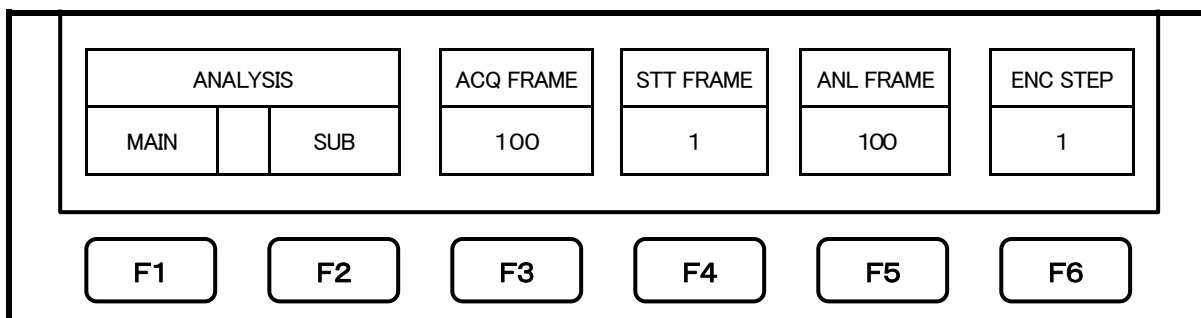 ANALYSIS ACQ FRAME STT FRAME ANL FRAME ENC STEP
MAIN SUB 100 1 100 1
F1 F2 F3 F4 F5 F6